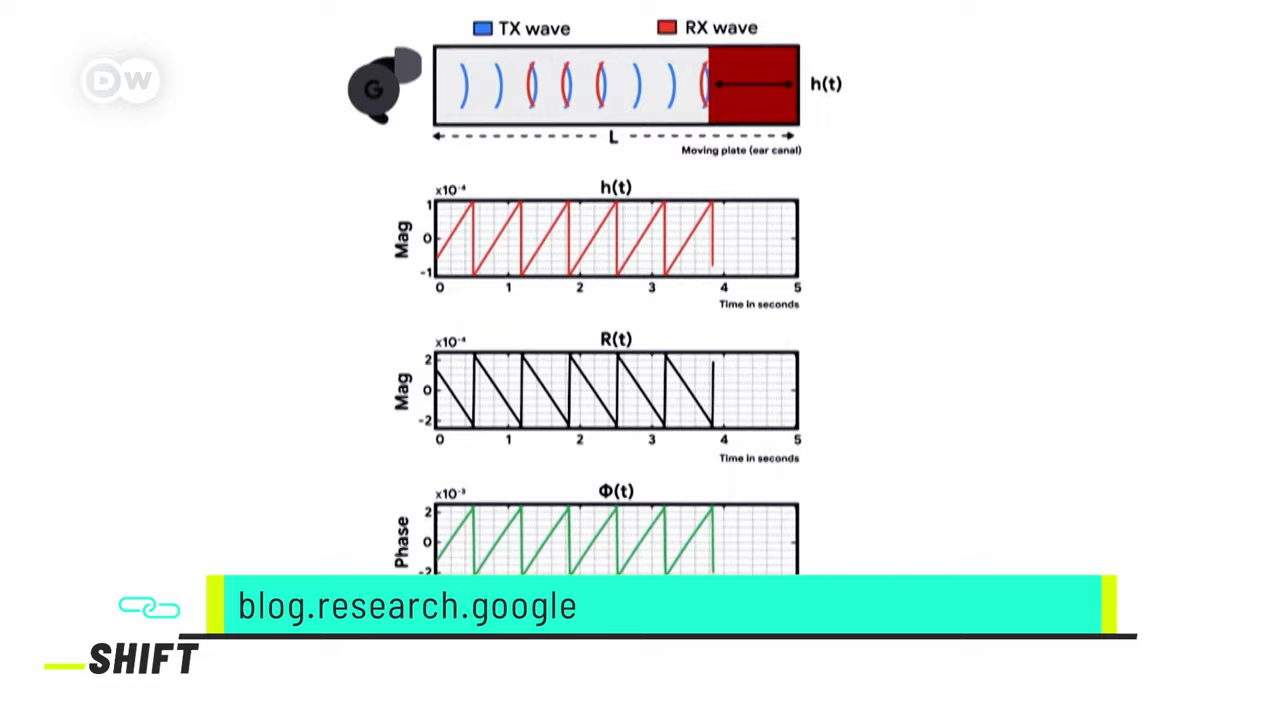 TX wave RX wave
DW
G
h(t)
L
Moving plate (ear canal)
x10⁻⁴ h(t)
Mag
1
0
-1
0 1 2 3 4 5
Time in seconds
x10⁻⁴ R(t)
Mag
2
0
-2
0 1 2 3 4 5
Time in seconds
x10⁻³ Φ(t)
Phase
2
0
-2
blog.research.google
SHIFT